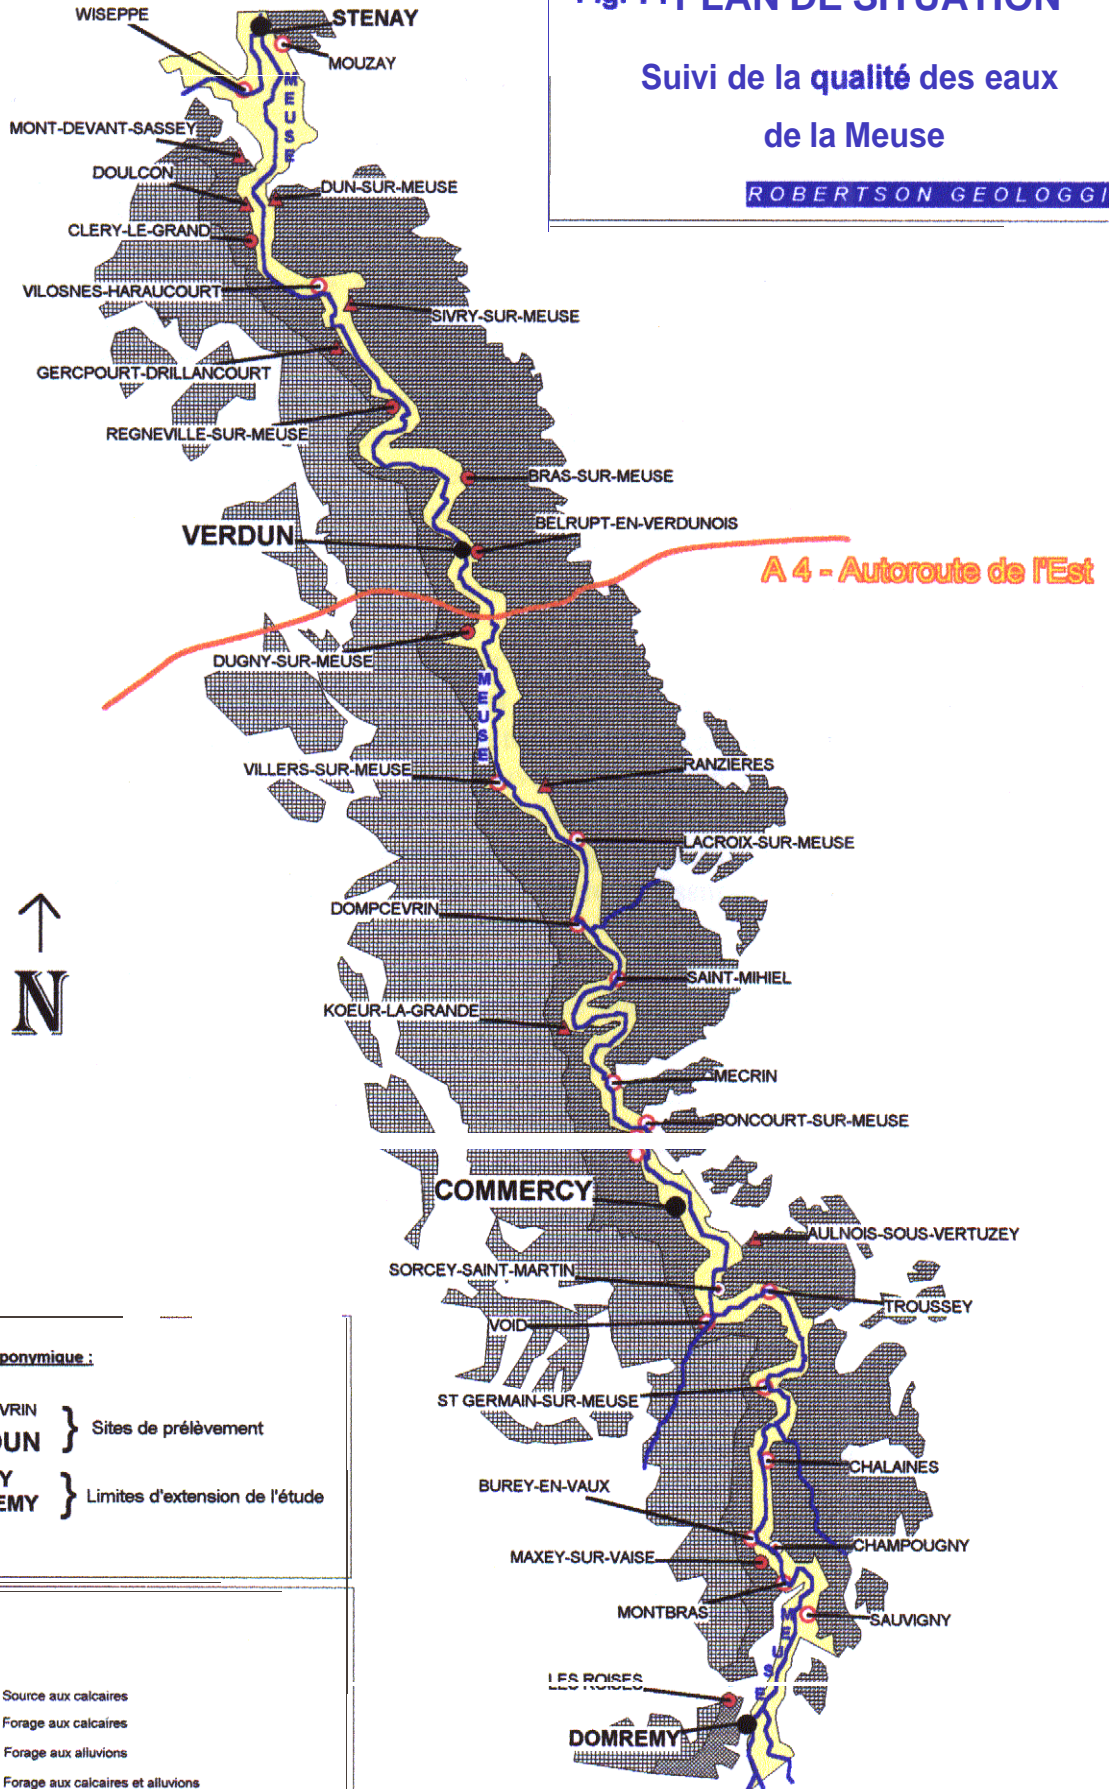 PLAN DE SITUATION
Suivi de la qualité des eaux
de la Meuse
ROBERTSON GEOLOGGI
WISEPPE
STENAY
MOUZAY
MEUSE
MONT-DEVANT-SASSEY
DOULCON
DUN-SUR-MEUSE
CLERY-LE-GRAND
VILOSNES-HARAUCOURT
SIVRY-SUR-MEUSE
GERCPOURT-DRILLANCOURT
REGNEVILLE-SUR-MEUSE
BRAS-SUR-MEUSE
VERDUN
BELRUPT-EN-VERDUNOIS
A 4 - Autoroute de l'Est
DUGNY-SUR-MEUSE
MEUSE
VILLERS-SUR-MEUSE
RANZIERES
LACROIX-SUR-MEUSE
DOMPCEVRIN
SAINT-MIHIEL
KOEUR-LA-GRANDE
N
MECRIN
BONCOURT-SUR-MEUSE
COMMERCY
AULNOIS-SOUS-VERTUZEY
SORCEY-SAINT-MARTIN
TROUSSEY
VOID
ST GERMAIN-SUR-MEUSE
CHALAINES
BUREY-EN-VAUX
CHAMPOUGNY
MAXEY-SUR-VAISE
MONTBRAS
SAUVIGNY
MEUSE
LES ROISES
DOMREMY
ponymique :
VRIN
UN
} Sites de prélèvement
Y
EMY
} Limites d'extension de l'étude
Source aux calcaires
Forage aux calcaires
Forage aux alluvions
Forage aux calcaires et alluvions